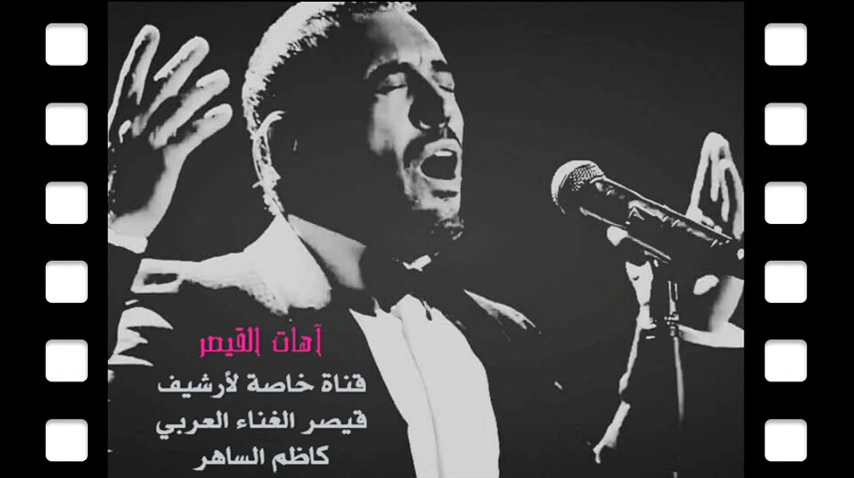 آهات القيصر
قناة خاصة لأرشيف
قيصر الغناء العربي
كاظم الساهر